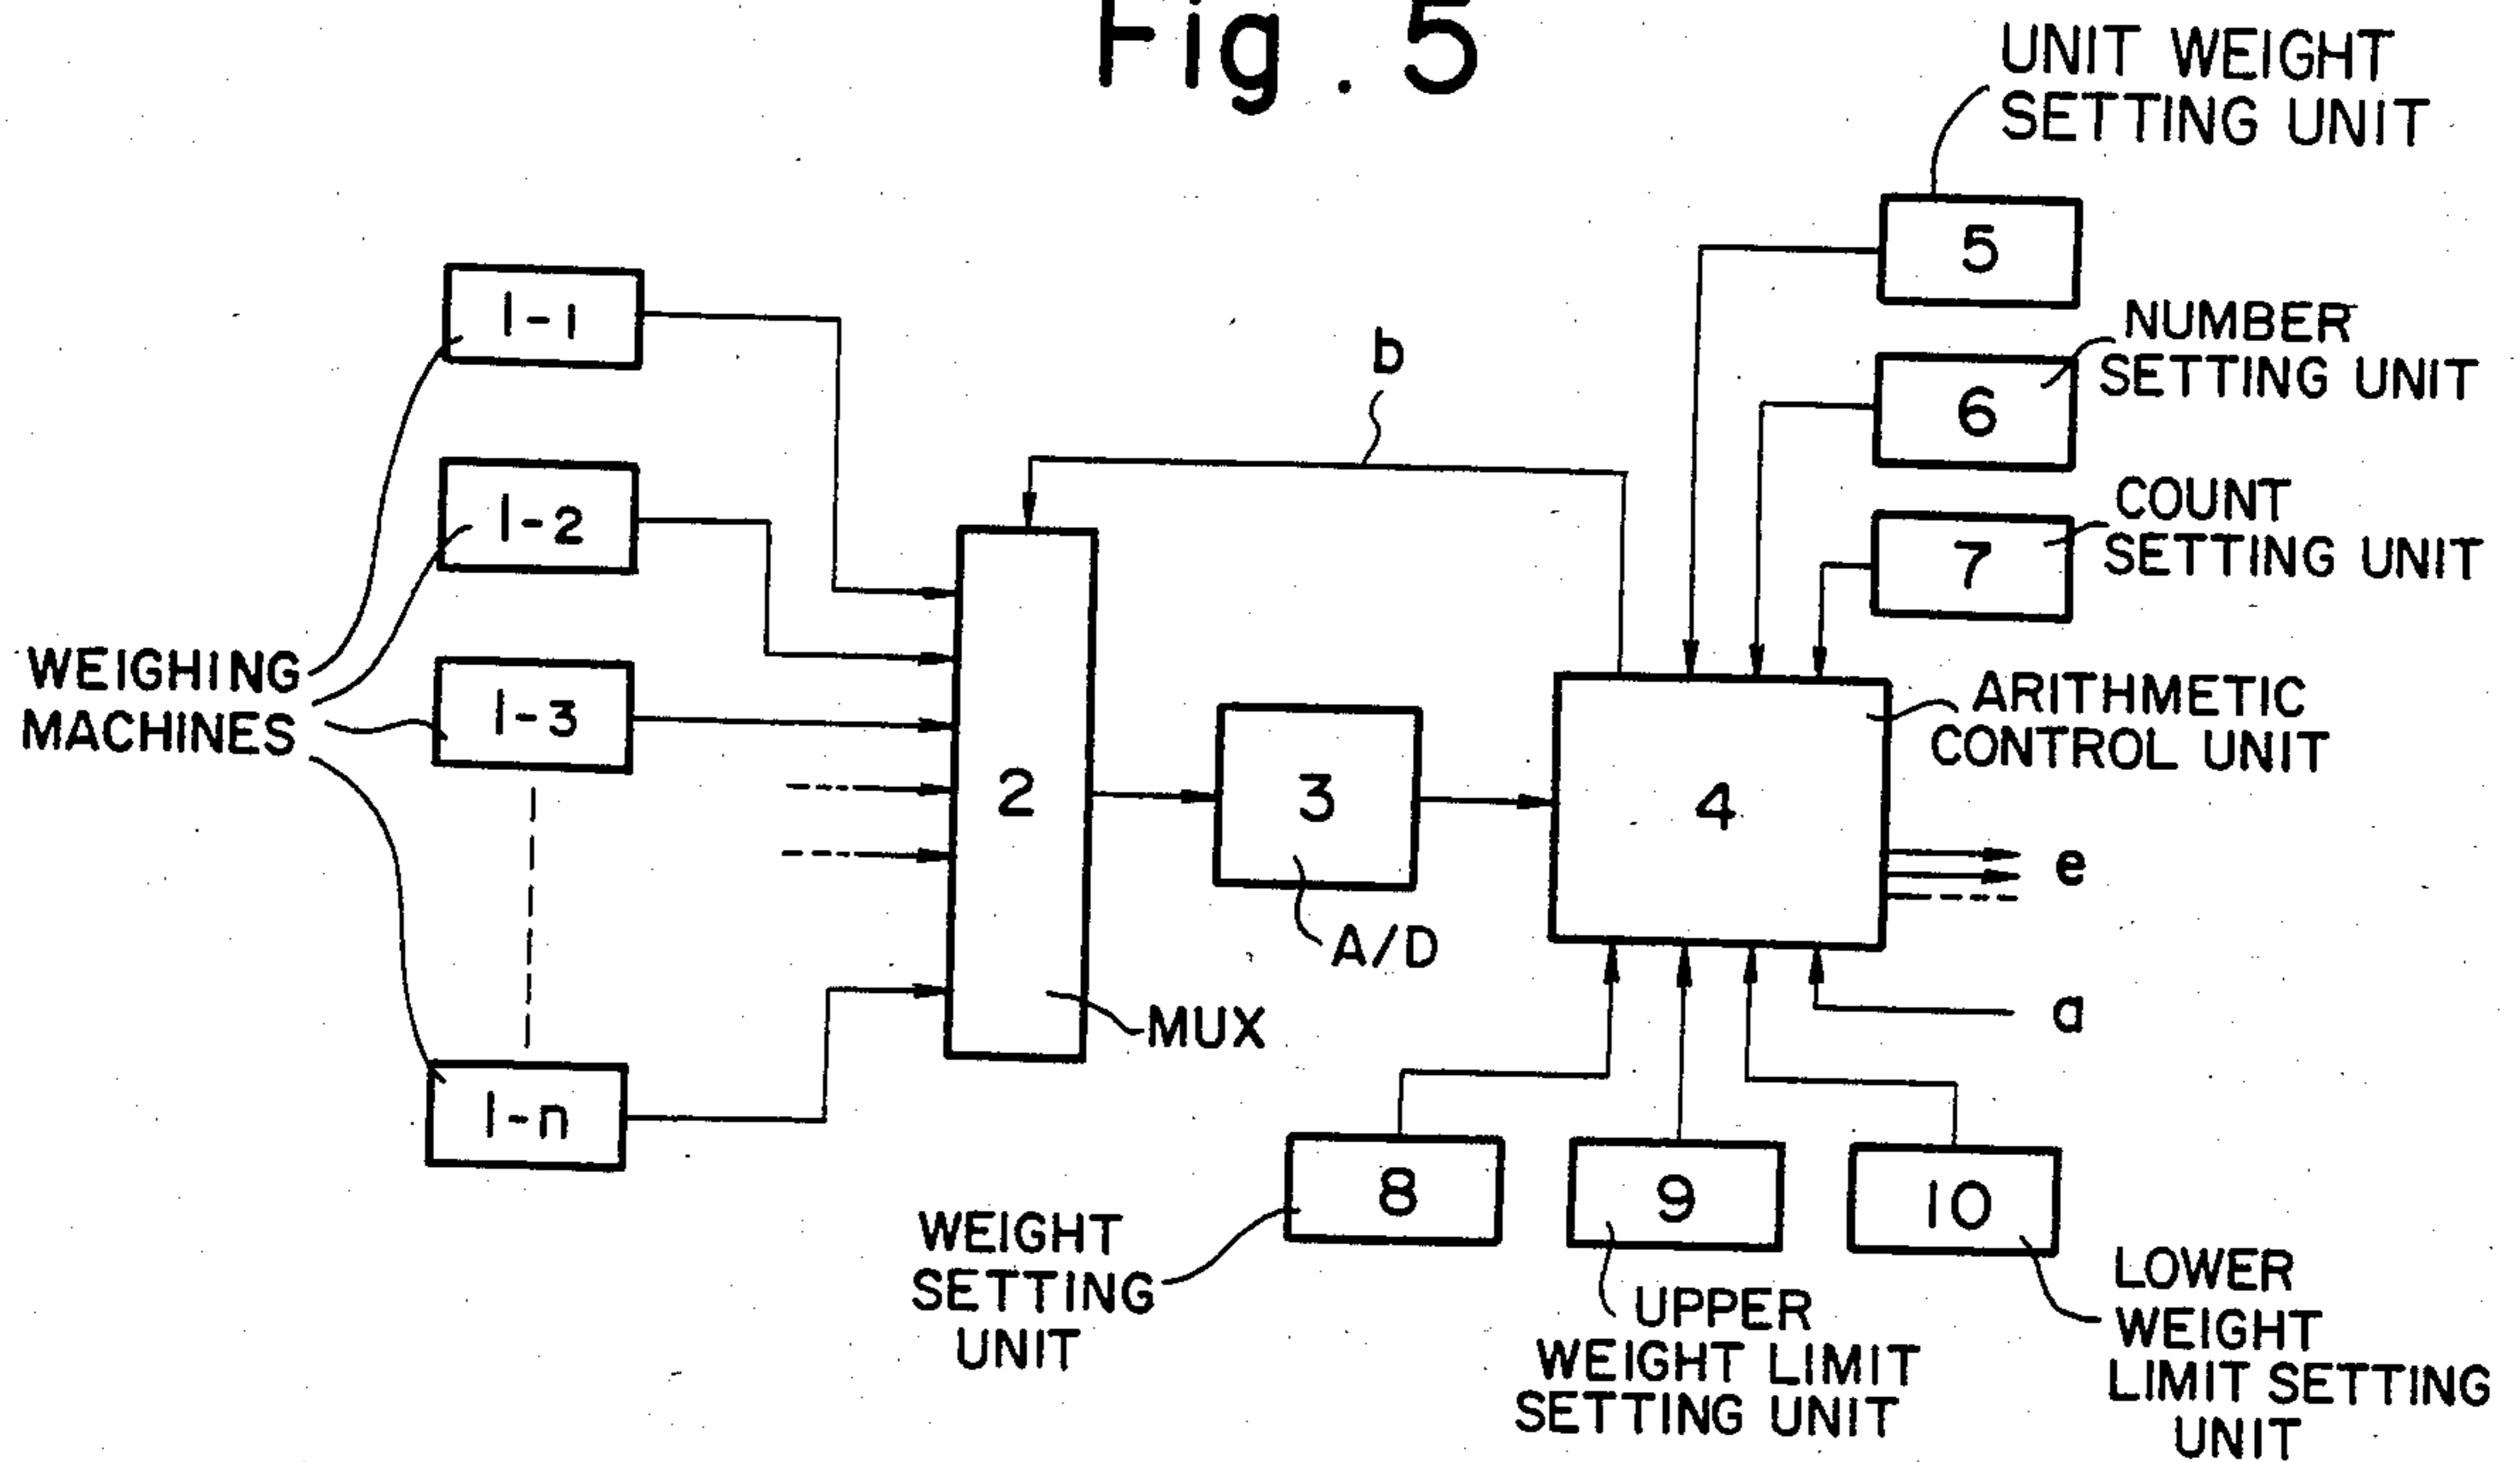 Fig. 5
UNIT WEIGHT
SETTING UNIT
5
1-1
NUMBER
SETTING UNIT
6
b
COUNT
SETTING UNIT
7
1-2
WEIGHING
MACHINES
1-3
2
3
4
ARITHMETIC
CONTROL UNIT
e
A/D
MUX
a
1-n
8
9
10
WEIGHT
SETTING
UNIT
UPPER
WEIGHT LIMIT
SETTING UNIT
LOWER
WEIGHT
LIMIT SETTING
UNIT